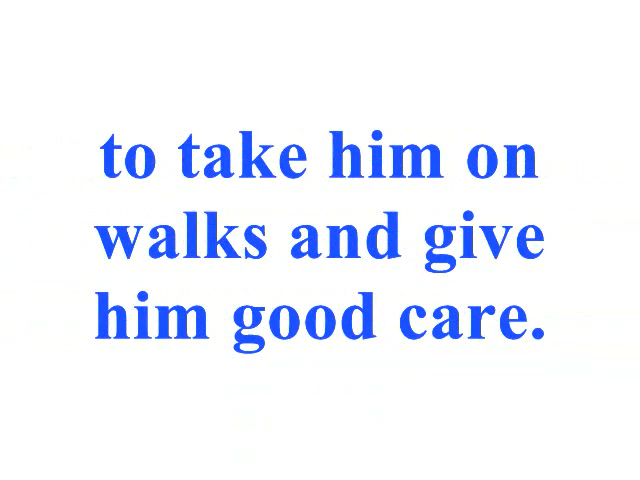 to take him on
walks and give
him good care.